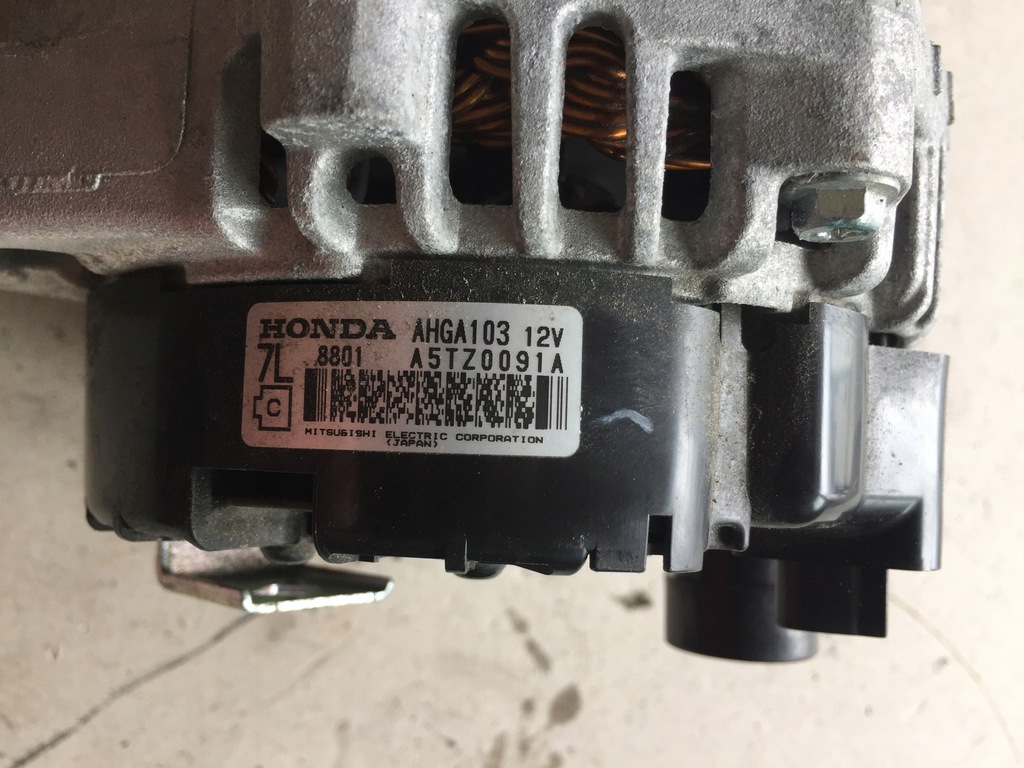 HONDA AHGA103 12V
7L 8801 A5TZ0091A
C
MITSUBISHI ELECTRIC CORPORATION
(JAPAN)